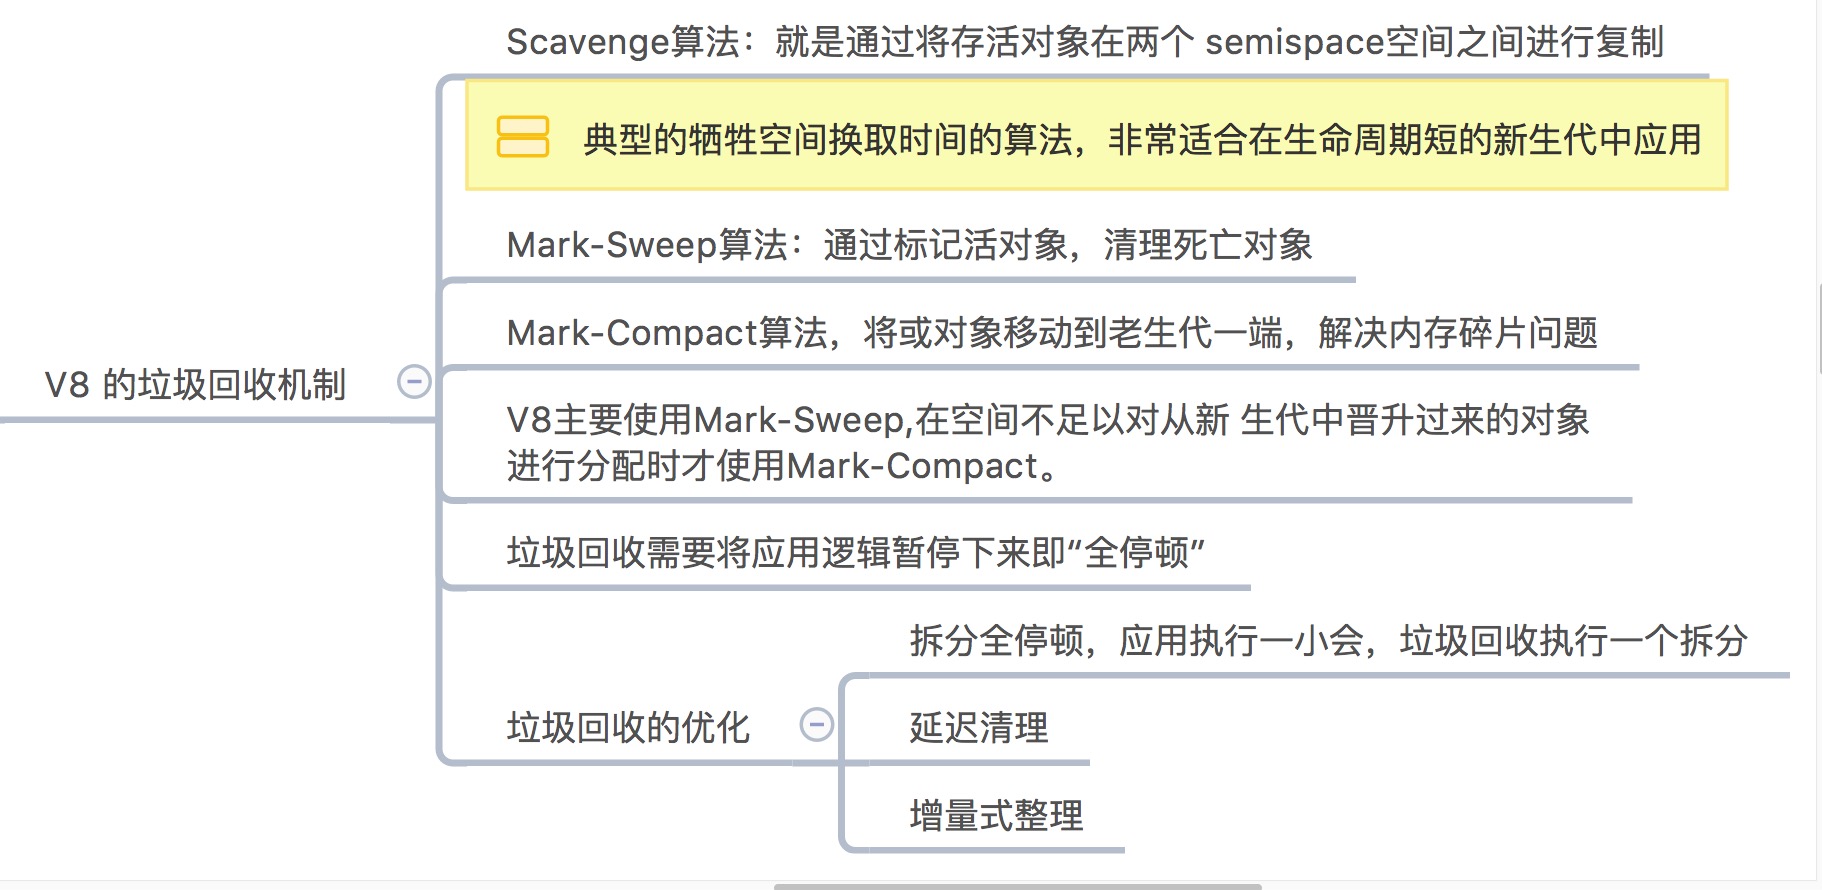 Scavenge算法：就是通过将存活对象在两个 semispace空间之间进行复制
典型的牺牲空间换取时间的算法，非常适合在生命周期短的新生代中应用
Mark-Sweep算法：通过标记活对象，清理死亡对象
Mark-Compact算法，将或对象移动到老生代一端，解决内存碎片问题
V8 的垃圾回收机制
V8主要使用Mark-Sweep,在空间不足以对从新 生代中晋升过来的对象
进行分配时才使用Mark-Compact。
垃圾回收需要将应用逻辑暂停下来即“全停顿”
拆分全停顿，应用执行一小会，垃圾回收执行一个拆分
垃圾回收的优化
延迟清理
增量式整理